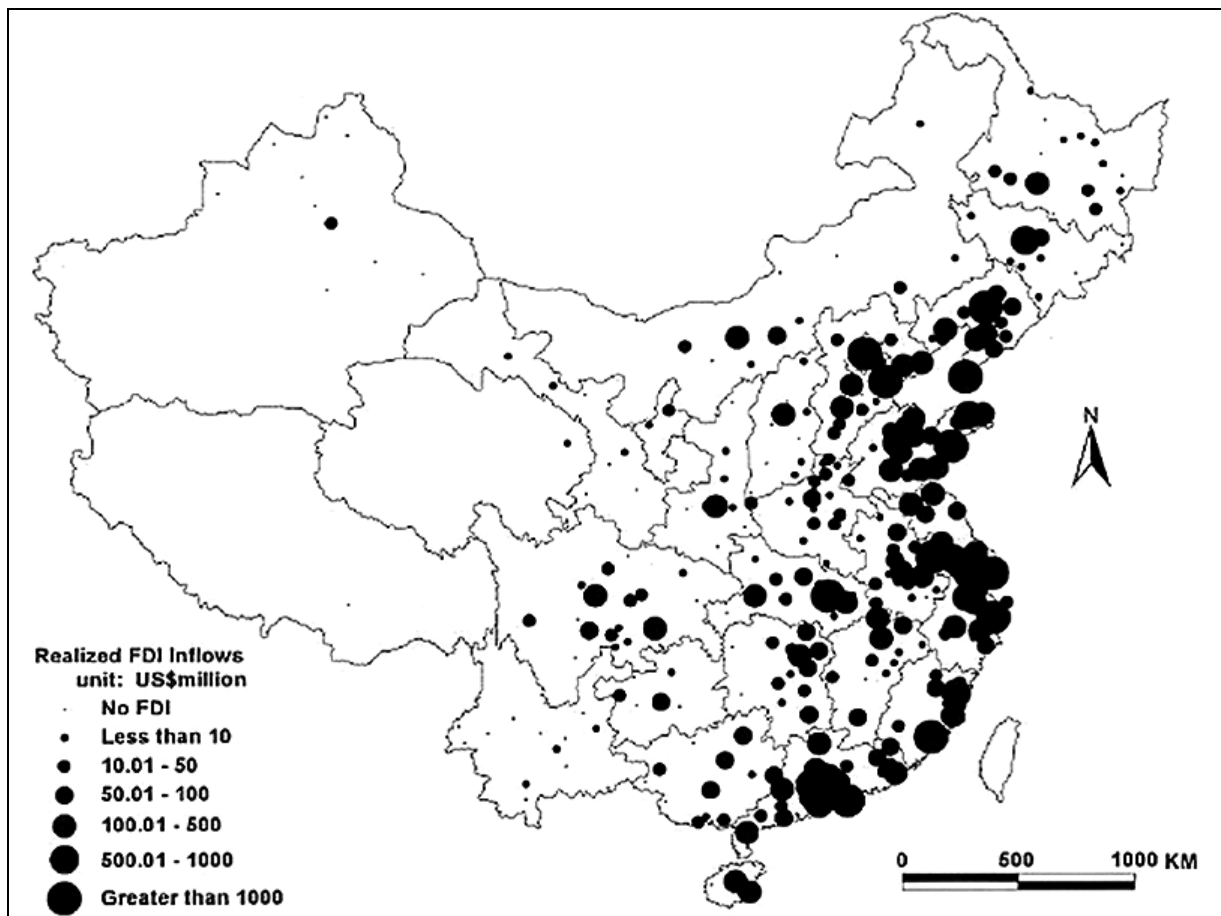 N
Realized FDI Inflows
unit: US$million
No FDI
Less than 10
10.01 - 50
50.01 - 100
100.01 - 500
500.01 - 1000
Greater than 1000
0 500 1000 KM